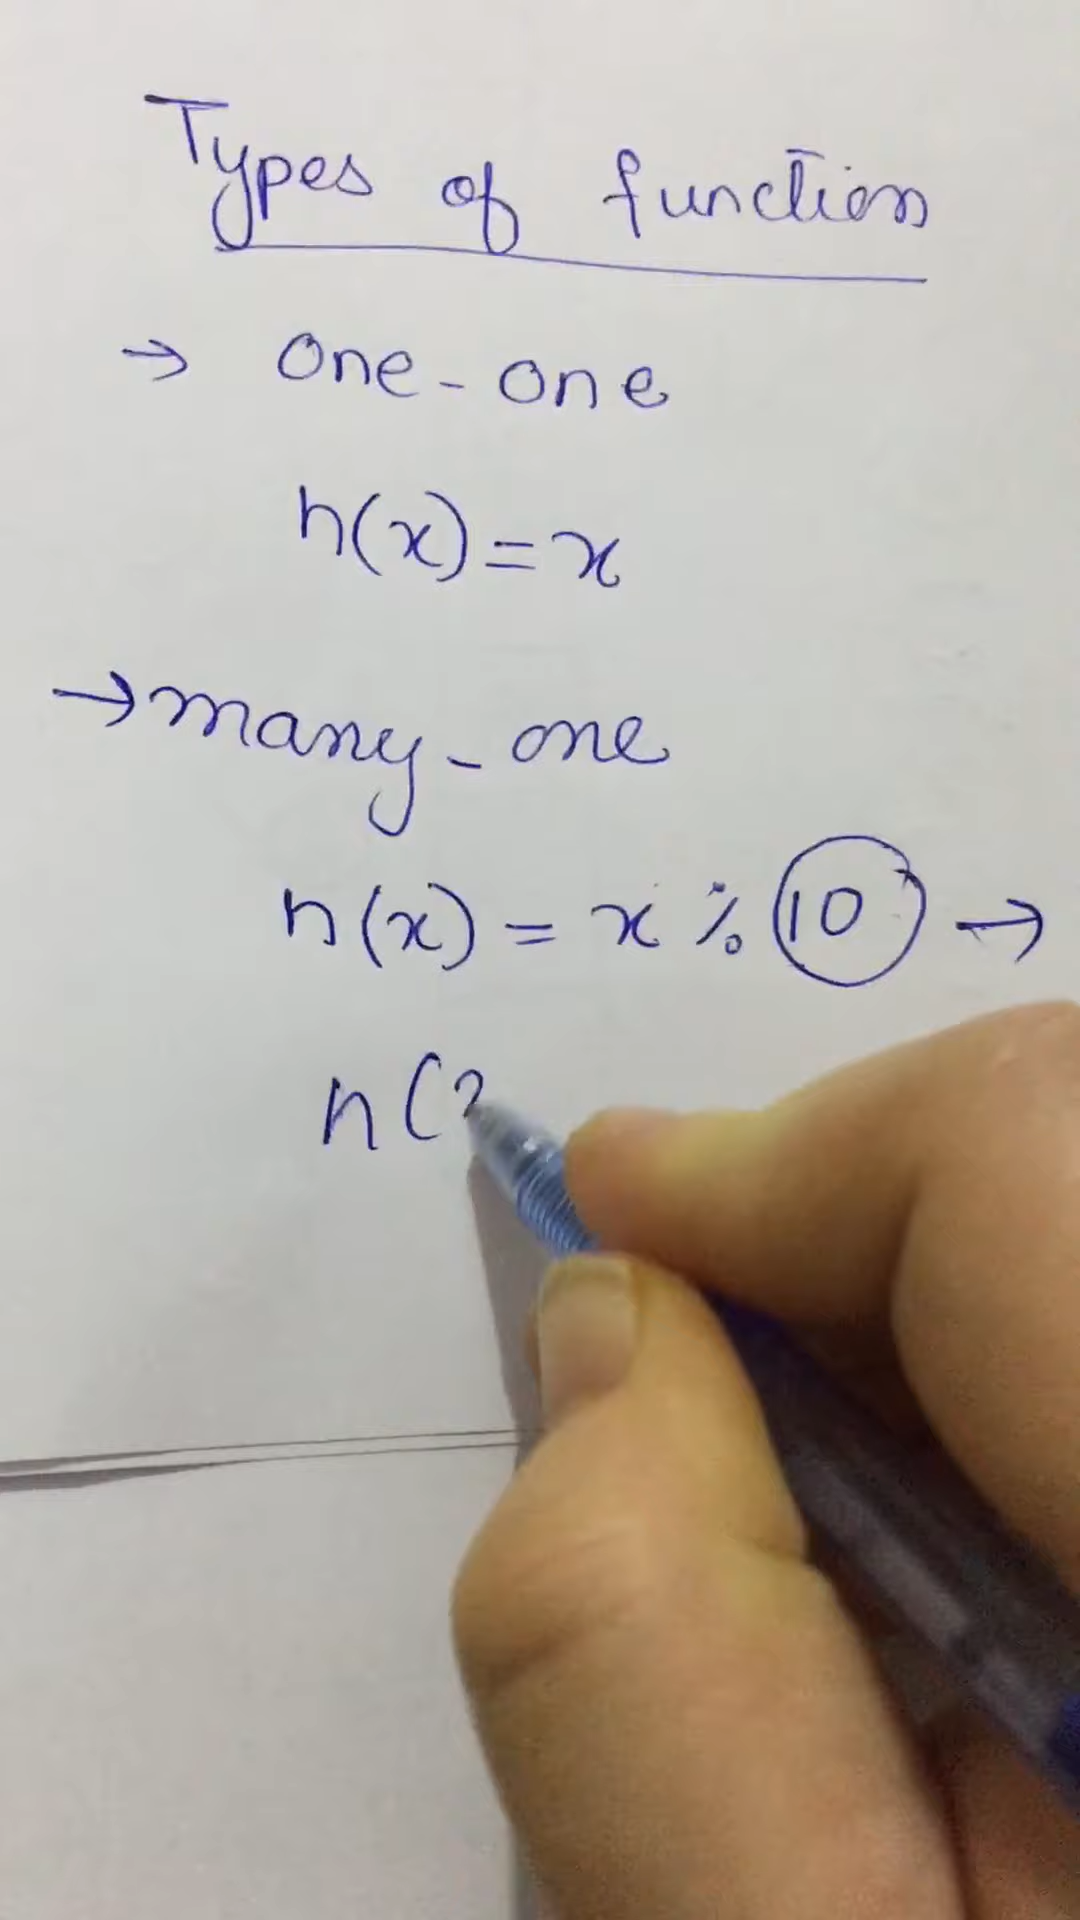 Types of function
→ One - One
h(x) = x
→ many - one
h(x) = x % 10 →
h(